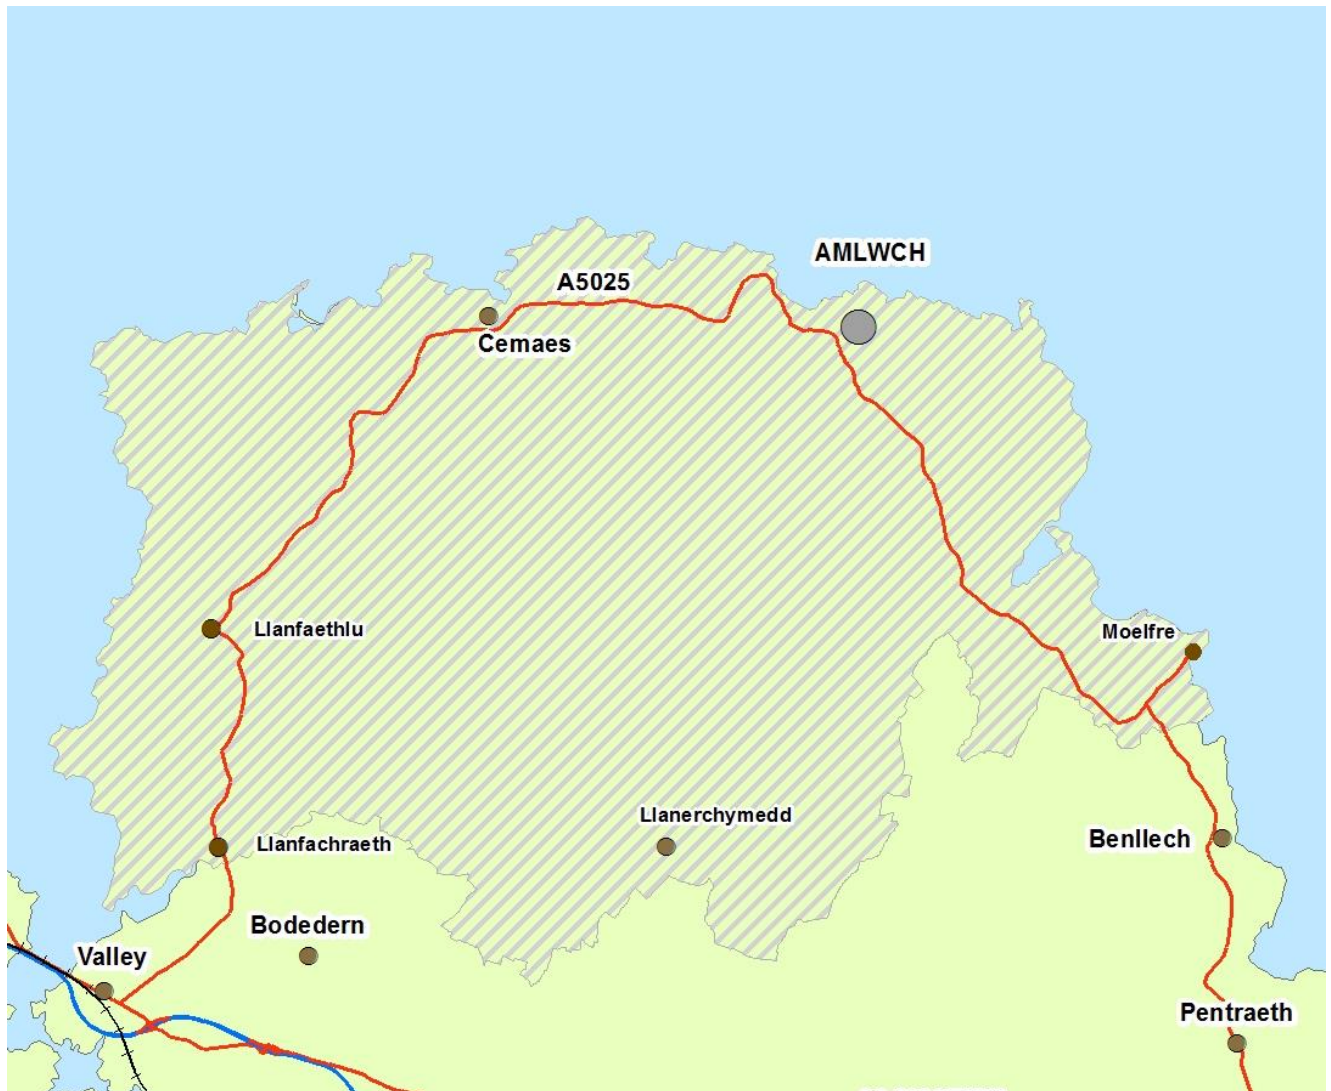 AMLWCH
A5025
Cemaes
Llanfaethlu
Moelfre
Llanerchymedd
Benllech
Llanfachraeth
Bodedern
Valley
Pentraeth